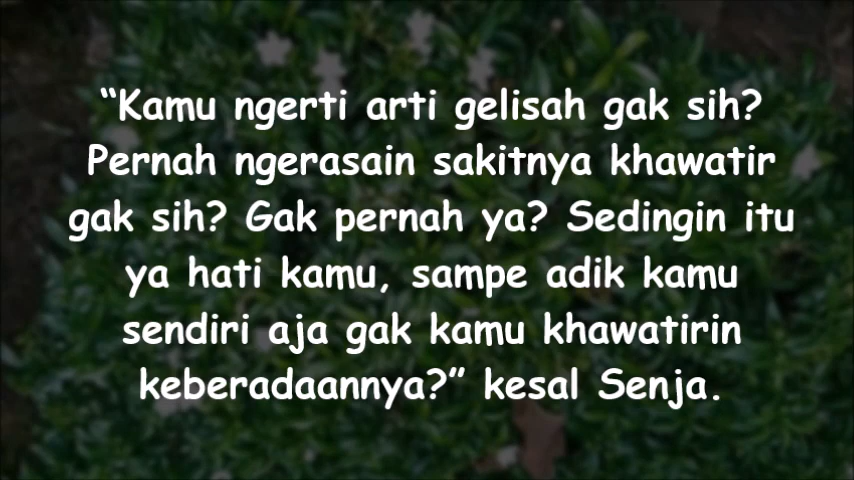 “Kamu ngerti arti gelisah gak sih?
Pernah ngerasain sakitnya khawatir
gak sih? Gak pernah ya? Sedingin itu
ya hati kamu, sampe adik kamu
sendiri aja gak kamu khawatirin
keberadaannya?” kesal Senja.